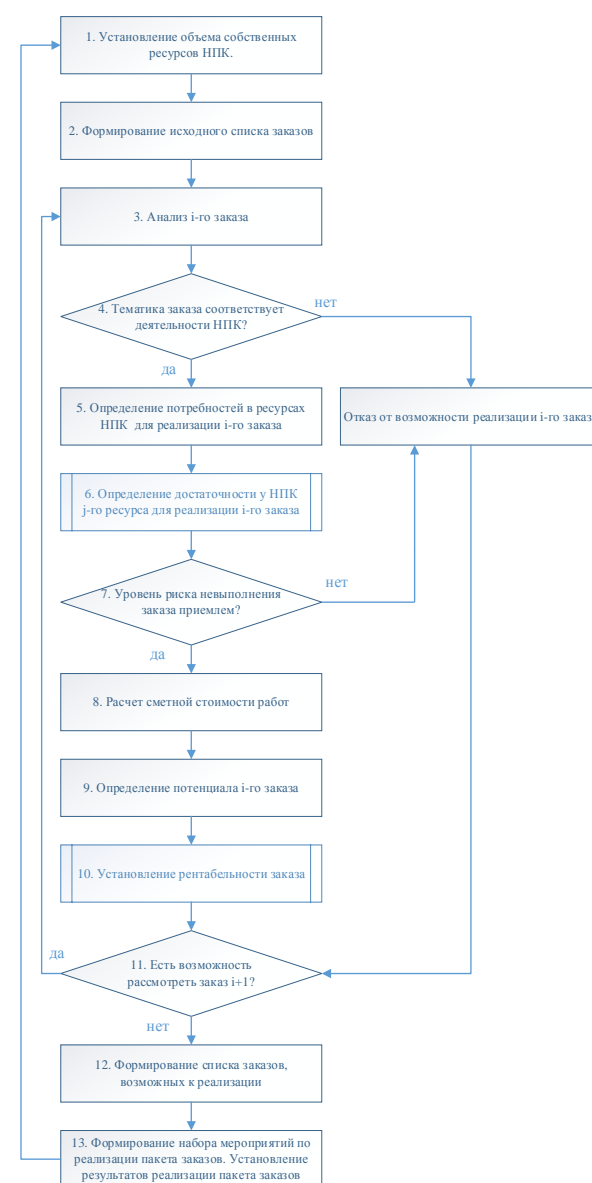 1. Установление объема собственных
ресурсов НПК.
2. Формирование исходного списка заказов
3. Анализ i-го заказа
4. Тематика заказа соответствует
деятельности НПК?
нет
да
5. Определение потребностей в ресурсах
НПК для реализации i-го заказа
Отказ от возможности реализации i-го заказ
6. Определение достаточности у НПК
j-го ресурса для реализации i-го заказа
7. Уровень риска невыполнения
заказа приемлем?
нет
да
8. Расчет сметной стоимости работ
9. Определение потенциала i-го заказа
10. Установление рентабельности заказа
да
11. Есть возможность
рассмотреть заказ i+1?
нет
12. Формирование списка заказов,
возможных к реализации
13. Формирование набора мероприятий по
реализации пакета заказов. Установление
результатов реализации пакета заказов